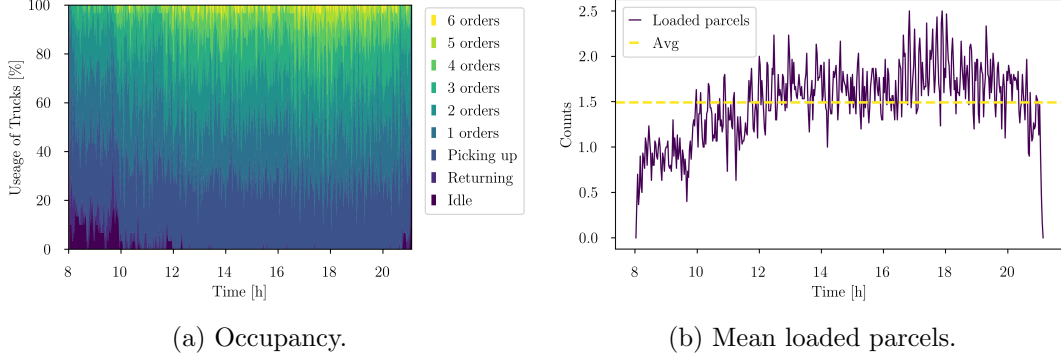 100
80
60
40
20
0
Useage of Trucks [%]
8 10 12 14 16 18 20
Time [h]
6 orders
5 orders
4 orders
3 orders
2 orders
1 orders
Picking up
Returning
Idle
(a) Occupancy.
2.5
2.0
1.5
1.0
0.5
0.0
Counts
Loaded parcels
Avg
8 10 12 14 16 18 20
Time [h]
(b) Mean loaded parcels.